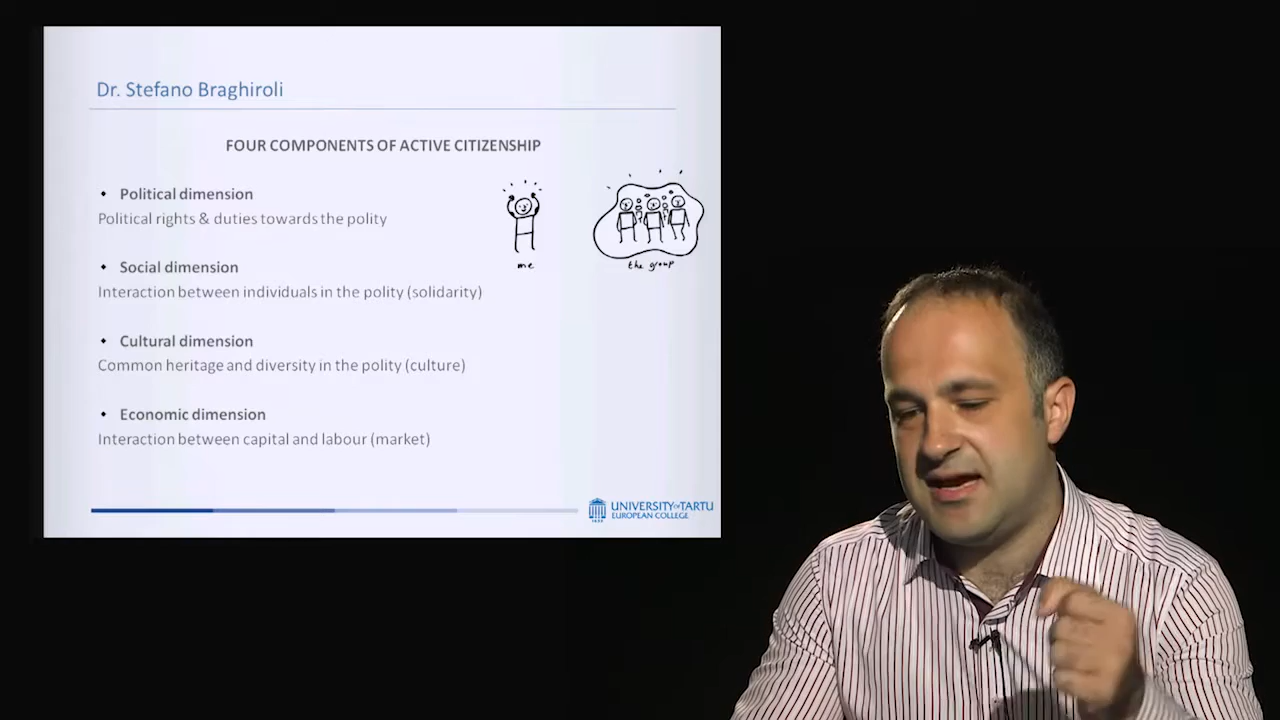 Dr. Stefano Braghiroli
FOUR COMPONENTS OF ACTIVE CITIZENSHIP
• Political dimension
Political rights & duties towards the polity
• Social dimension
Interaction between individuals in the polity (solidarity)
• Cultural dimension
Common heritage and diversity in the polity (culture)
• Economic dimension
Interaction between capital and labour (market)
me
the group
UNIVERSITY OF TARTU
EUROPEAN COLLEGE
1632